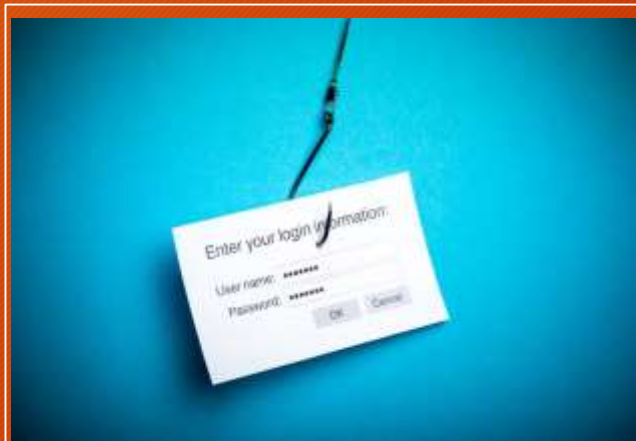 Enter your login information:
User name: *******
Password: *******
OK Cancel